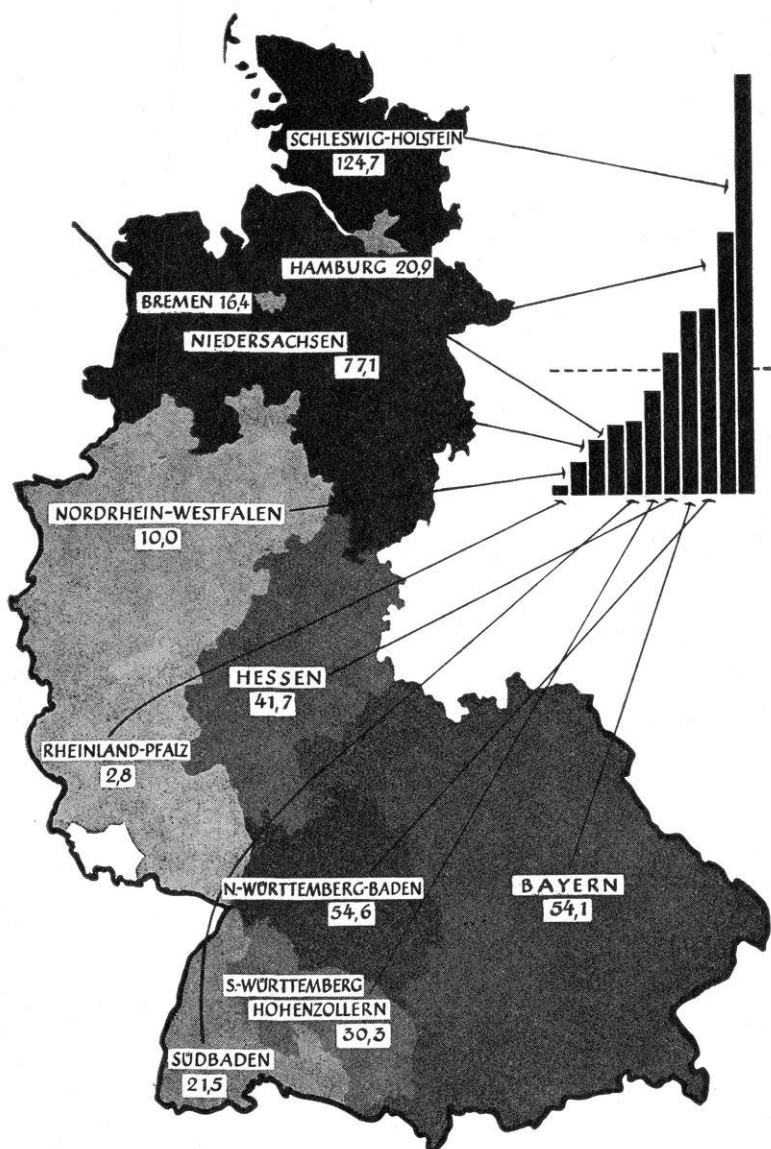 SCHLESWIG-HOLSTEIN
124,7
HAMBURG 20,9
BREMEN 16,4
NIEDERSACHSEN
77,1
NORDRHEIN-WESTFALEN
10,0
HESSEN
41,7
RHEINLAND-PFALZ
2,8
N-WÜRTTEMBERG-BADEN
54,6
BAYERN
54,1
S.-WÜRTTEMBERG
HOHENZOLLERN
30,3
SÜDBADEN
21,5